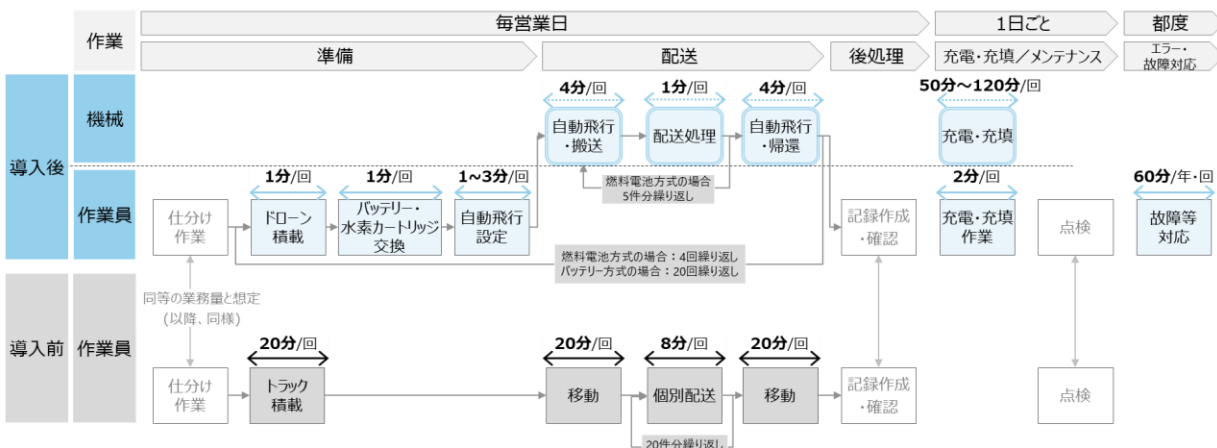 作業
毎営業日
1日ごと
都度
準備
配送
後処理
充電・充填／メンテナンス
エラー・
故障対応
導入後
機械
4分/回
1分/回
4分/回
50分～120分/回
自動飛行
・搬送
配送処理
自動飛行
・帰還
充電・充填
燃料電池方式の場合
5件分繰り返し
作業員
1分/回
1分/回
1~3分/回
2分/回
60分/年・回
仕分け
作業
ドローン
積載
バッテリー・
水素カートリッジ
交換
自動飛行
設定
記録作成
・確認
充電・充填
作業
点検
故障等
対応
燃料電池方式の場合：4回繰り返し
バッテリー方式の場合：20回繰り返し
同等の業務量と想定
(以降、同様)
導入前
作業員
20分/回
20分/回
8分/回
20分/回
仕分け
作業
トラック
積載
移動
個別配送
移動
記録作成
・確認
点検
20件分繰り返し